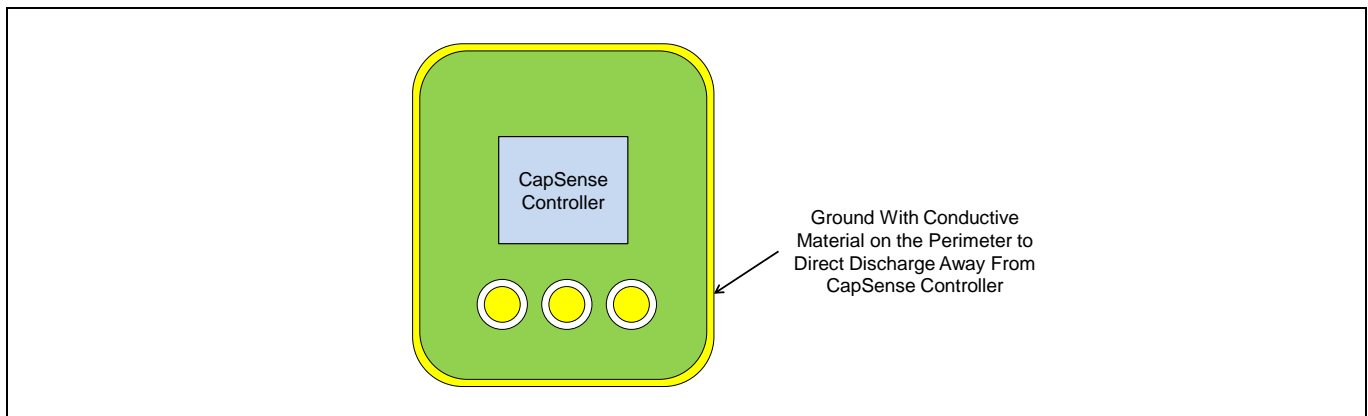 CapSense
Controller
Ground With Conductive
Material on the Perimeter to
Direct Discharge Away From
CapSense Controller